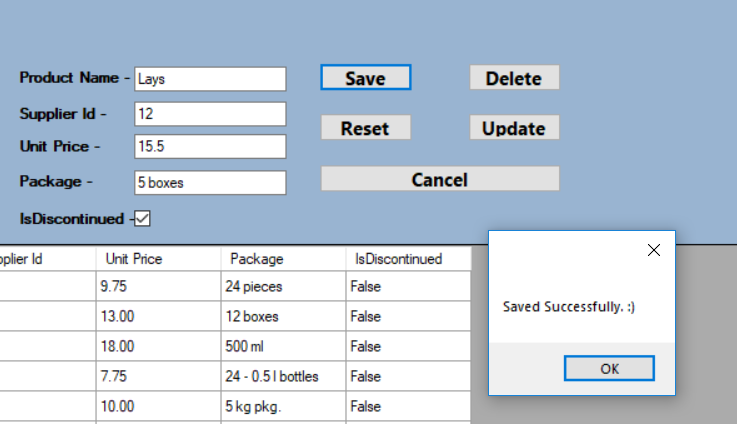 Product Name - Lays Save Delete
Supplier Id - 12
Reset Update
Unit Price - 15.5
Package - 5 boxes Cancel
IsDiscontinued -
Id Unit Price Package IsDiscontinued
9.75 24 pieces False
13.00 12 boxes False
18.00 500 ml False
7.75 24 - 0.5 l bottles False
10.00 5 kg pkg. False
Saved Successfully. :)
OK